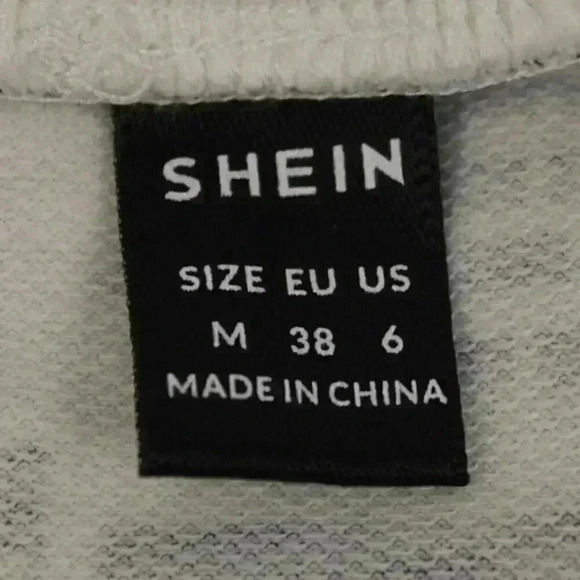 SHEIN
SIZE EU US
M 38 6
MADE IN CHINA